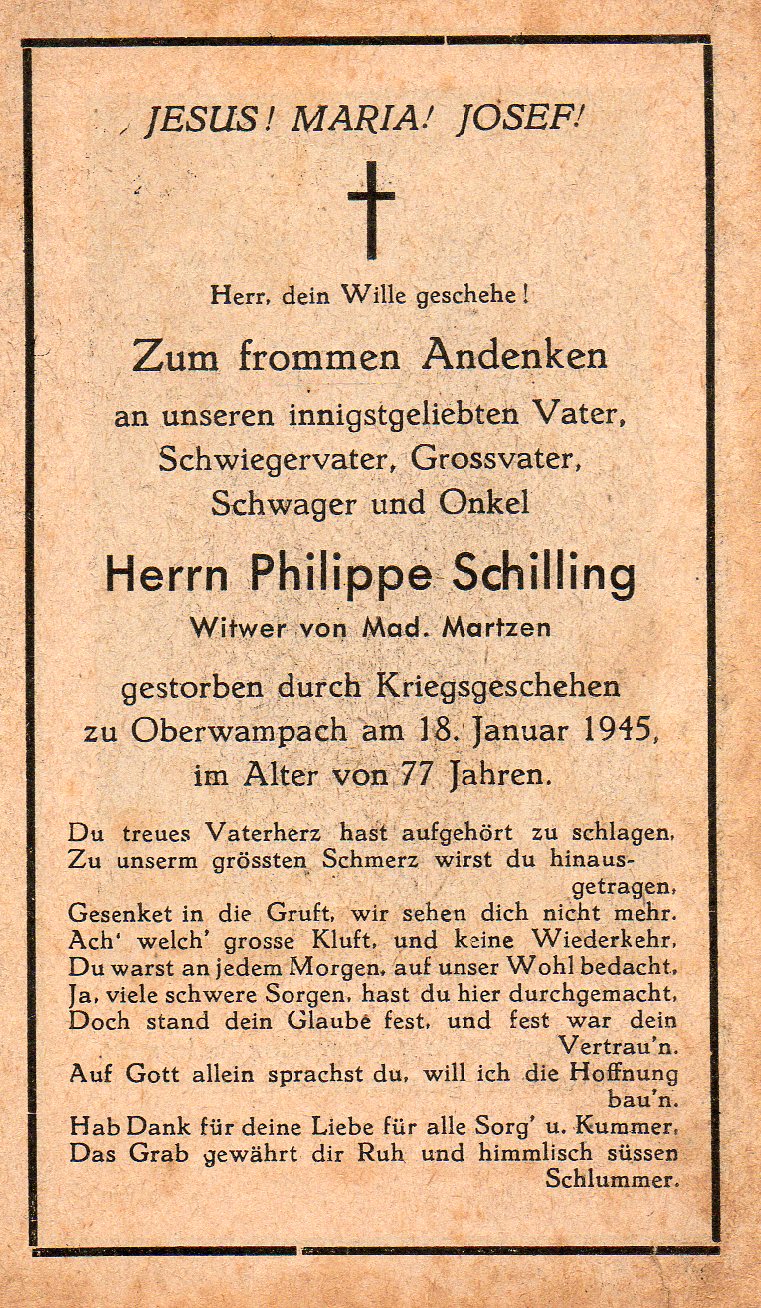 JESUS! MARIA! JOSEF!
Herr, dein Wille geschehe!
Zum frommen Andenken
an unseren innigstgeliebten Vater,
Schwiegervater, Grossvater,
Schwager und Onkel
Herrn Philippe Schilling
Witwer von Mad. Martzen
gestorben durch Kriegsgeschehen
zu Oberwampach am 18. Januar 1945,
im Alter von 77 Jahren.
Du treues Vaterherz hast aufgehört zu schlagen,
Zu unserm grössten Schmerz wirst du hinaus-
getragen,
Gesenket in die Gruft, wir sehen dich nicht mehr.
Ach' welch' grosse Kluft, und keine Wiederkehr,
Du warst an jedem Morgen, auf unser Wohl bedacht,
Ja, viele schwere Sorgen, hast du hier durchgemacht,
Doch stand dein Glaube fest, und fest war dein
Vertrau'n.
Auf Gott allein sprachst du, will ich die Hoffnung
bau'n.
Hab Dank für deine Liebe für alle Sorg' u. Kummer,
Das Grab gewährt dir Ruh und himmlisch süssen
Schlummer.